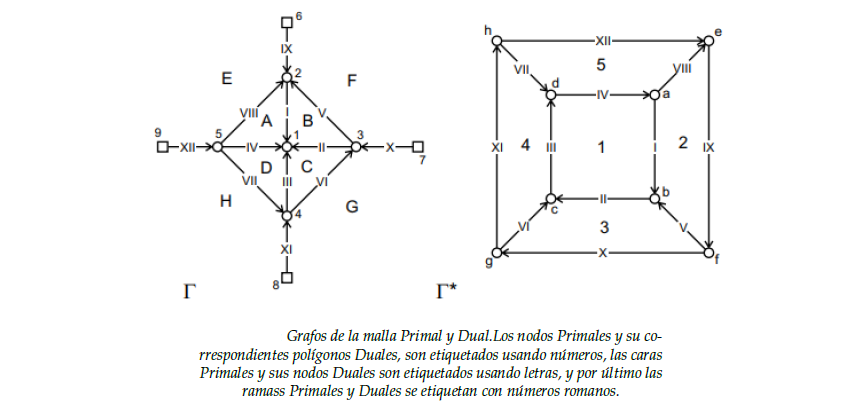 6
IX
2
E
F
VIII
A
I
B
V
9
5
1
3
XII
IV
II
X
7
D
C
VII
III
VI
H
4
G
XI
8
Γ
h
XII
e
VII
5
VIII
d
IV
a
XI
4
III
1
I
2
IX
II
b
c
VI
3
V
X
g
f
Γ*
Grafos de la malla Primal y Dual.Los nodos Primales y su co-
rrespondientes polígonos Duales, son etiquetados usando números, las caras
Primales y sus nodos Duales son etiquetados usando letras, y por último las
ramass Primales y Duales se etiquetan con números romanos.